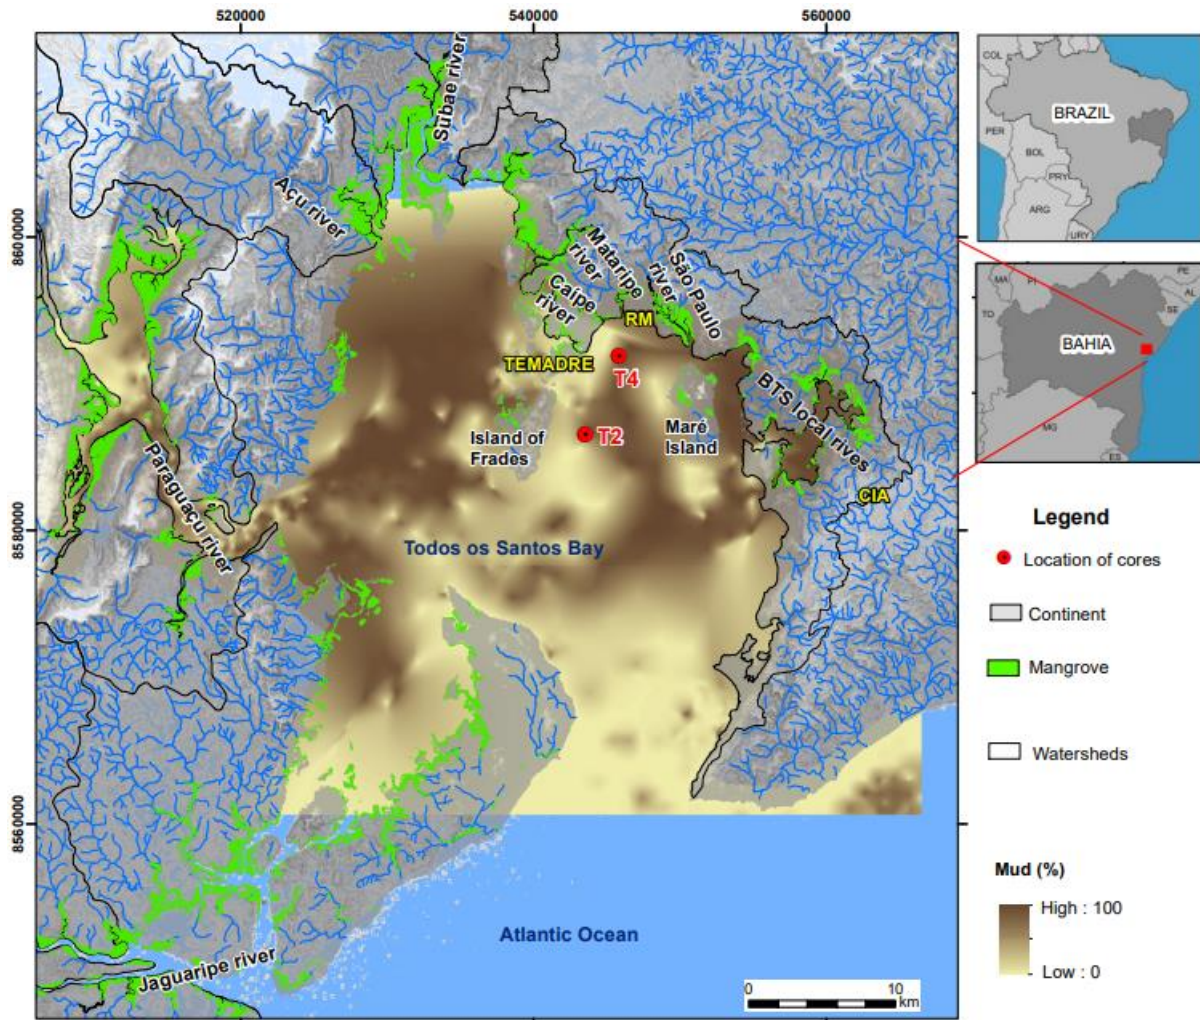 520000
540000
560000
8600000
8580000
8560000
Subae river
Açu river
Mataripe
river
São Paulo
river
Caípe
river
RM
TEMADRE
T4
T2
Island of
Frades
Maré
Island
BTS local rives
CIA
Paraguaçu river
Todos os Santos Bay
Atlantic Ocean
Jaguaripe river
0
10
km
COL
BRAZIL
PER
BOL
PRY
ARG
URY
MA
PI
PE
AL
SE
TO
BAHIA
MG
ES
Legend
Location of cores
Continent
Mangrove
Watersheds
Mud (%)
High : 100
Low : 0